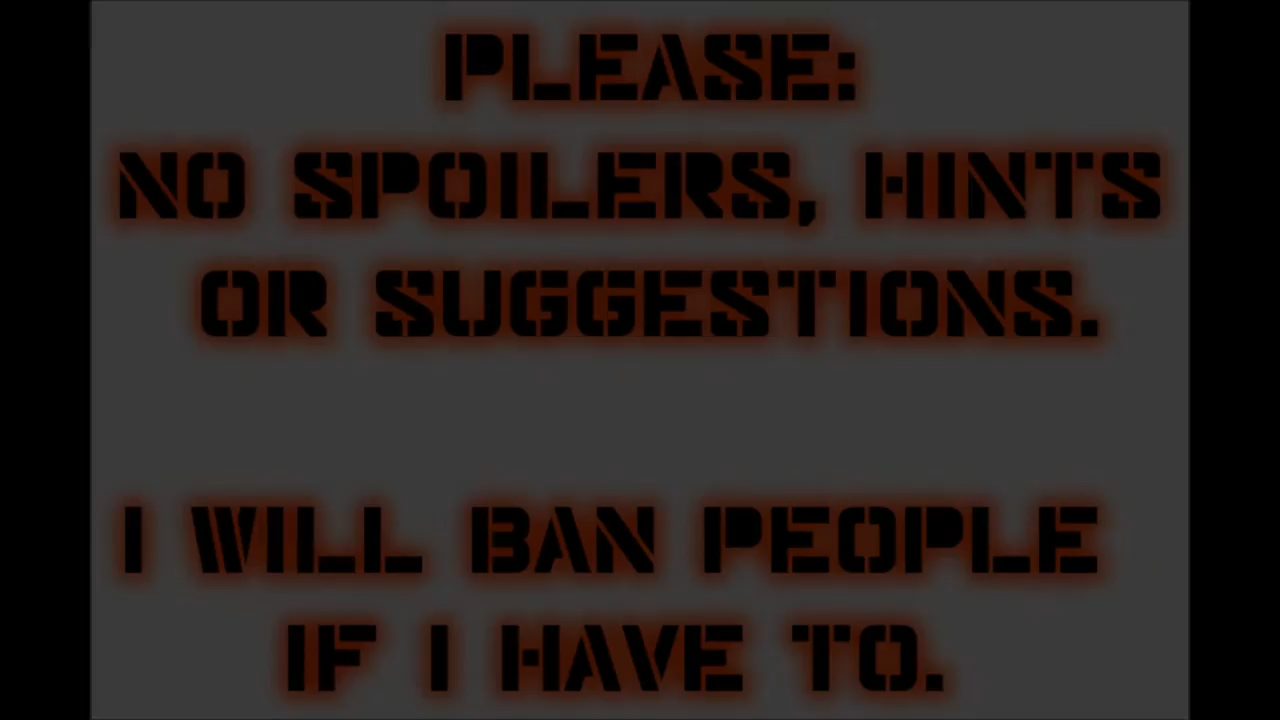 PLEASE:
NO SPOILERS, HINTS
OR SUGGESTIONS.
I WILL BAN PEOPLE
IF I HAVE TO.